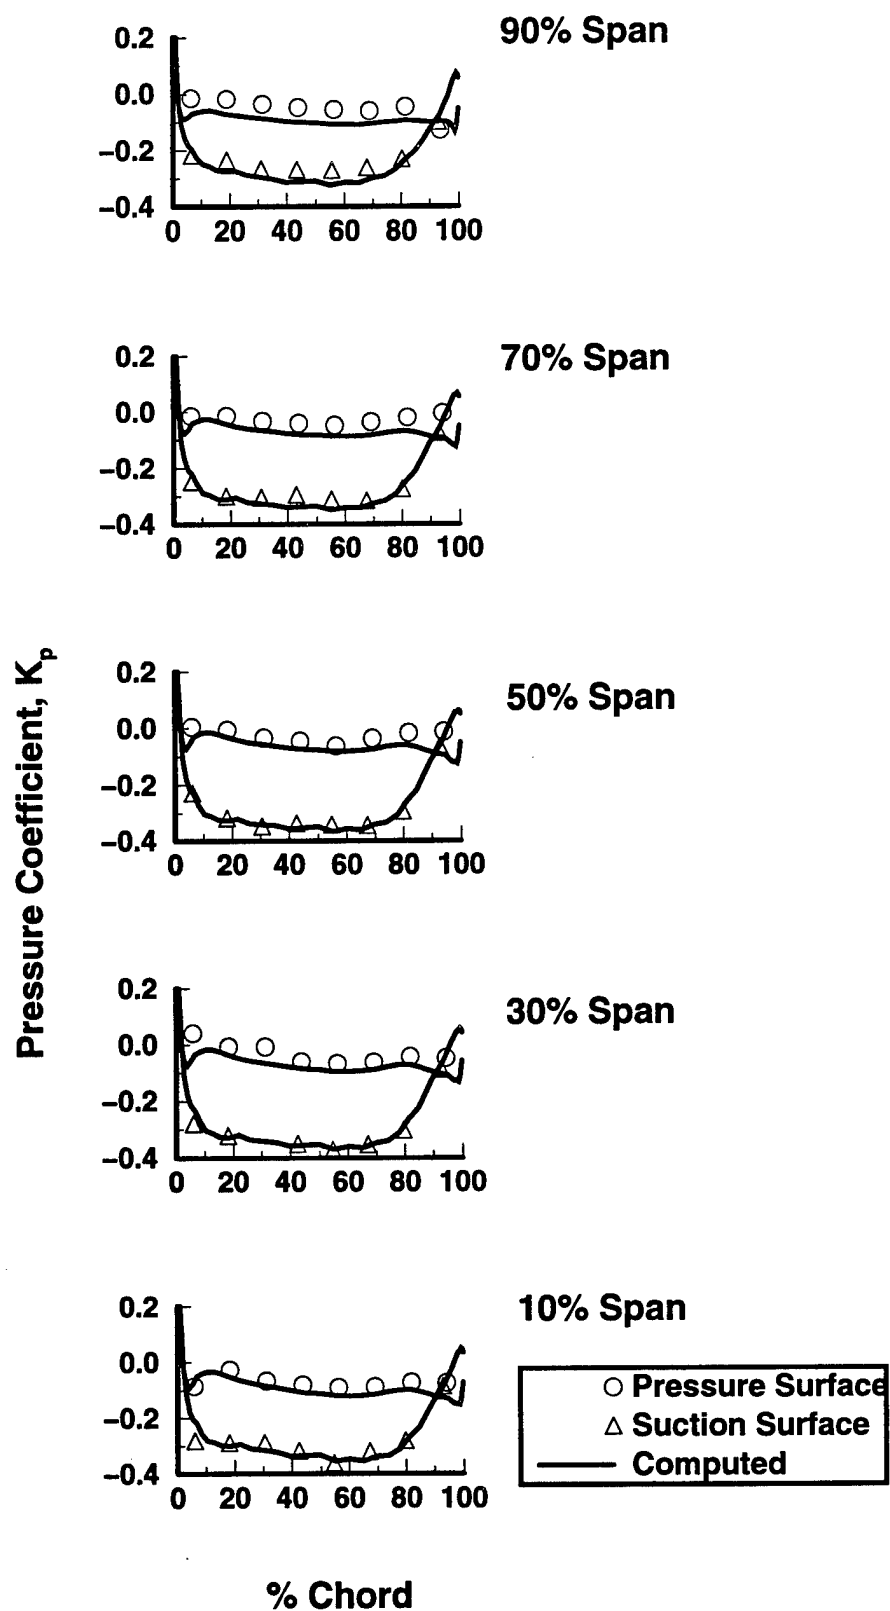 90% Span
0.2
0.0
−0.2
−0.4
0 20 40 60 80 100
70% Span
0.2
0.0
−0.2
−0.4
0 20 40 60 80 100
50% Span
0.2
0.0
−0.2
−0.4
0 20 40 60 80 100
Pressure Coefficient, Kp
30% Span
0.2
0.0
−0.2
−0.4
0 20 40 60 80 100
10% Span
0.2
0.0
−0.2
−0.4
0 20 40 60 80 100
Pressure Surface
Suction Surface
Computed
% Chord